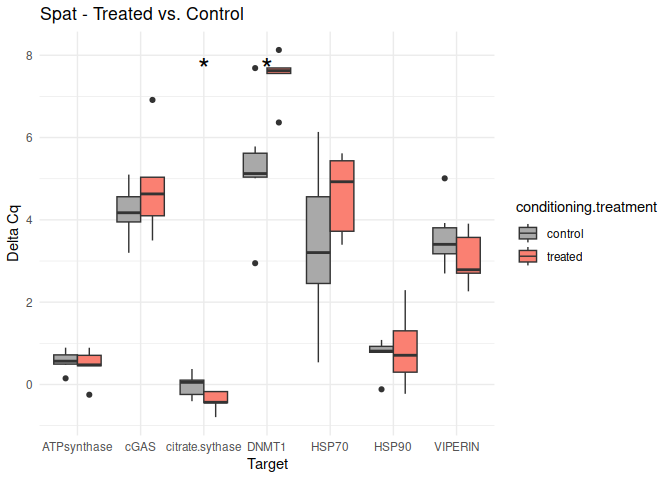 Spat - Treated vs. Control
8
6
4
2
0
Delta Cq
* *
ATPsynthase cGAS citrate.sythase DNMT1 HSP70 HSP90 VIPERIN
Target
conditioning.treatment
control
treated